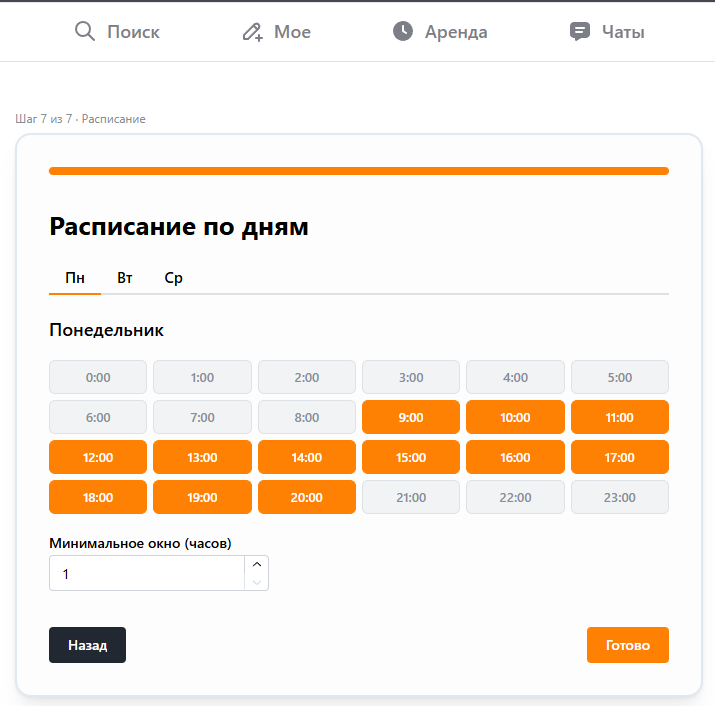 Поиск Мое Аренда Чаты
Шаг 7 из 7 · Расписание
Расписание по дням
Пн Вт Ср
Понедельник
0:00 1:00 2:00 3:00 4:00 5:00
6:00 7:00 8:00 9:00 10:00 11:00
12:00 13:00 14:00 15:00 16:00 17:00
18:00 19:00 20:00 21:00 22:00 23:00
Минимальное окно (часов)
1
Назад Готово